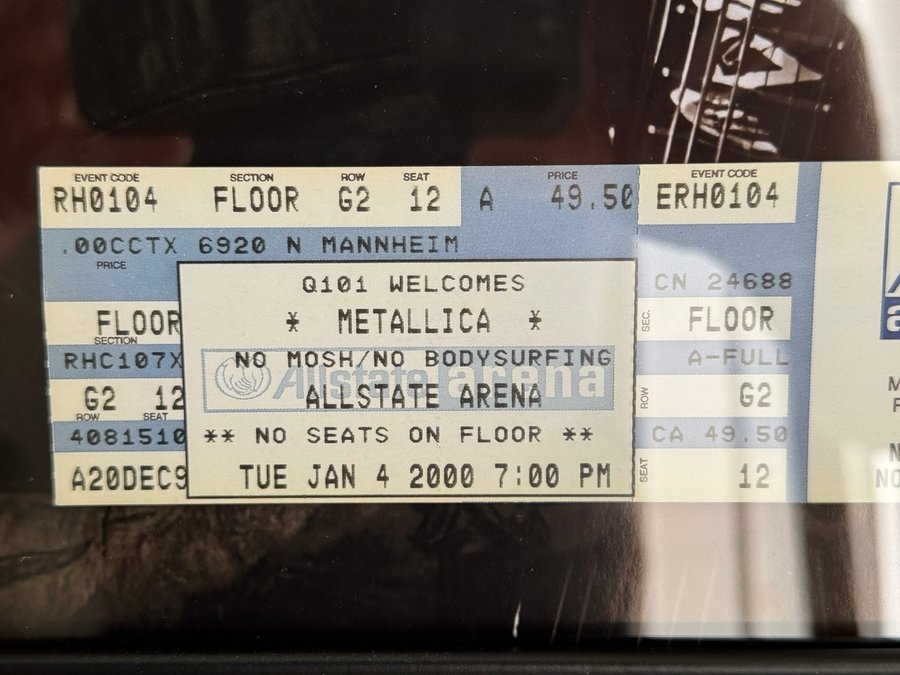 EVENT CODE SECTION ROW SEAT PRICE EVENT CODE
RH0104 FLOOR G2 12 A 49.50 ERH0104
.00CCTX 6920 N MANNHEIM
PRICE
Q101 WELCOMES
CN 24688
FLOOR * METALLICA * SEC. FLOOR
SECTION
RHC107X NO MOSH/NO BODYSURFING A-FULL
Allstate arena
G2 12 ALLSTATE ARENA ROW G2
ROW SEAT
4081510 ** NO SEATS ON FLOOR ** CA 49.50
A20DEC9 TUE JAN 4 2000 7:00 PM SEAT 12